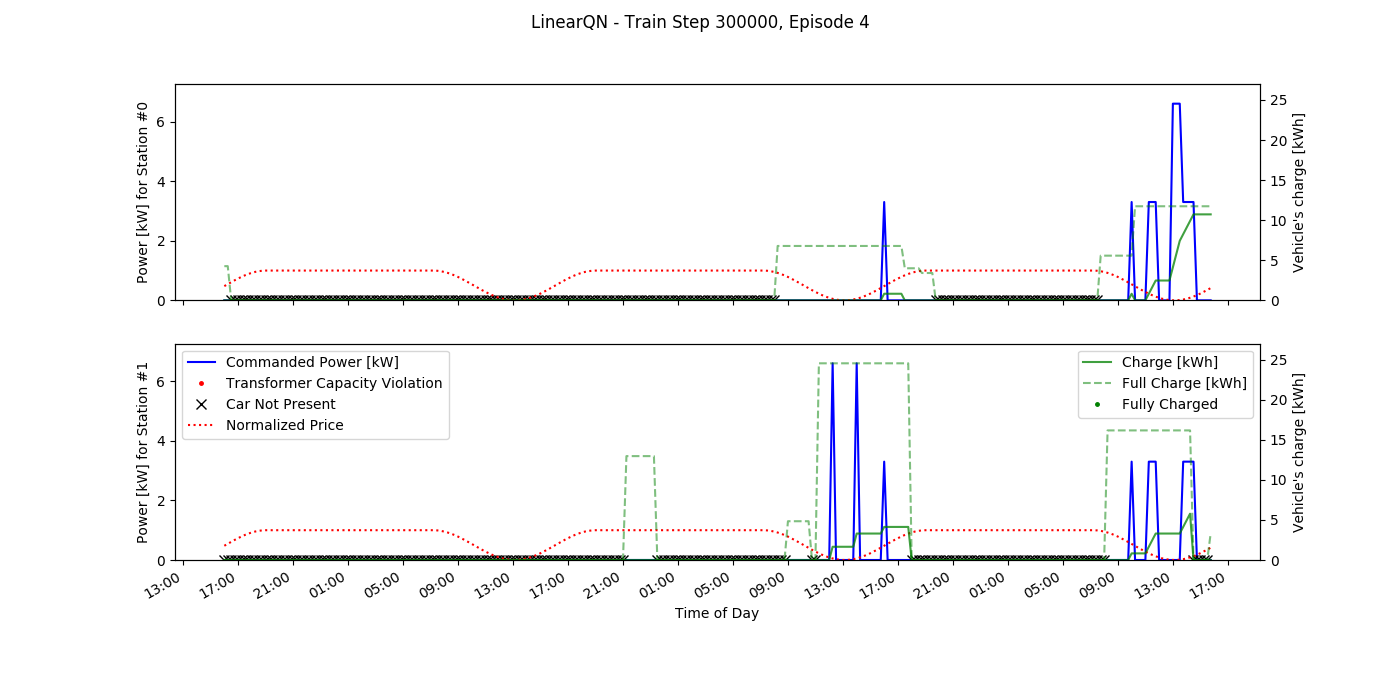 LinearQN - Train Step 300000, Episode 4
Power [kW] for Station #0
6
4
2
0
25
20
15
10
5
0
Vehicle's charge [kWh]
Power [kW] for Station #1
6
4
2
0
Commanded Power [kW]
Transformer Capacity Violation
Car Not Present
Normalized Price
Charge [kWh]
Full Charge [kWh]
Fully Charged
25
20
15
10
5
0
Vehicle's charge [kWh]
13:00 17:00 21:00 01:00 05:00 09:00 13:00 17:00 21:00 01:00 05:00 09:00 13:00 17:00 21:00 01:00 05:00 09:00 13:00 17:00
Time of Day